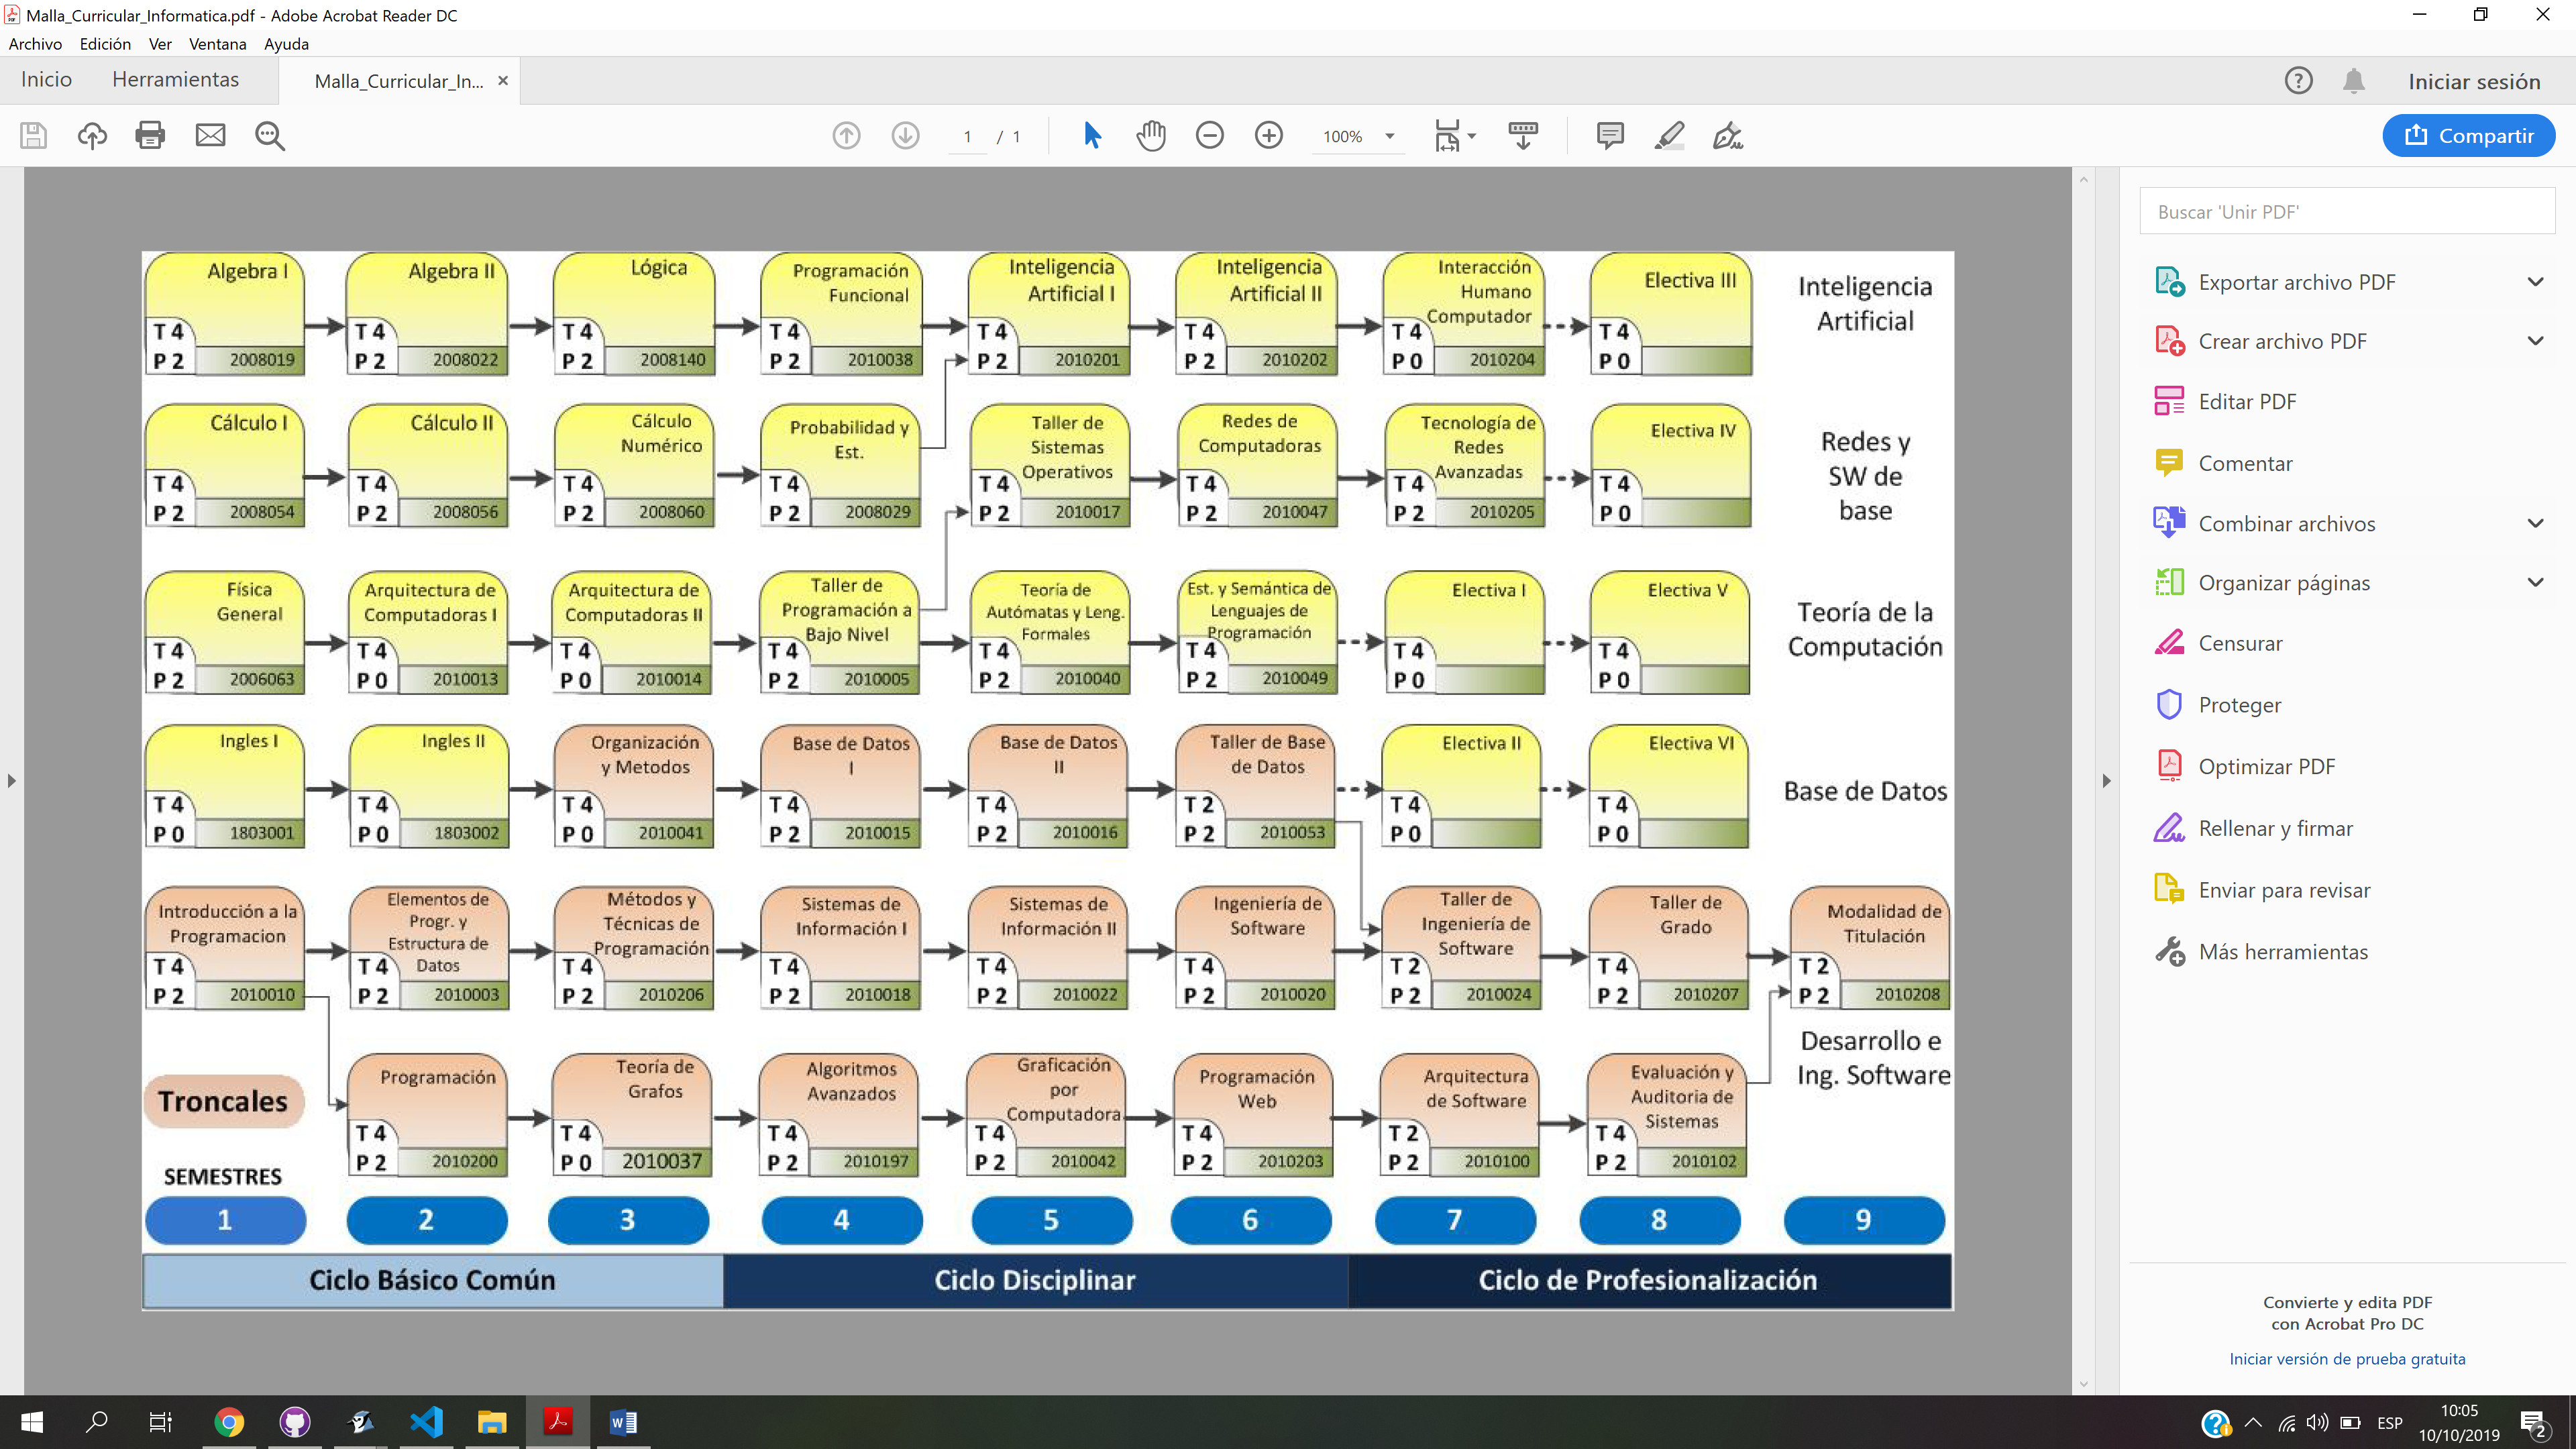 Malla_Curricular_Informatica.pdf - Adobe Acrobat Reader DC
Archivo Edición Ver Ventana Ayuda
Inicio Herramientas Malla_Curricular_In... Iniciar sesión
1 / 1 100% Compartir
Algebra I
T 4
P 2 2008019
Algebra II
T 4
P 2 2008022
Lógica
T 4
P 2 2008140
Programación
Funcional
T 4
P 2 2010038
Inteligencia
Artificial I
T 4
P 2 2010201
Inteligencia
Artificial II
T 4
P 2 2010202
Interacción
Humano
Computador
T 4
P 0 2010204
Electiva III
T 4
P 0
Inteligencia
Artificial
Cálculo I
T 4
P 2 2008054
Cálculo II
T 4
P 2 2008056
Cálculo
Numérico
T 4
P 2 2008060
Probabilidad y
Est.
T 4
P 2 2008029
Taller de
Sistemas
Operativos
T 4
P 2 2010017
Redes de
Computadoras
T 4
P 2 2010047
Tecnología de
Redes
Avanzadas
T 4
P 2 2010205
Electiva IV
T 4
P 0
Redes y
SW de
base
Física
General
T 4
P 2 2006063
Arquitectura de
Computadoras I
T 4
P 0 2010013
Arquitectura de
Computadoras II
T 4
P 0 2010014
Taller de
Programación a
Bajo Nivel
T 4
P 2 2010005
Teoría de
Autómatas y Leng.
Formales
T 4
P 2 2010040
Est. y Semántica de
Lenguajes de
Programación
T 4
P 2 2010049
Electiva I
T 4
P 0
Electiva V
T 4
P 0
Teoría de la
Computación
Ingles I
T 4
P 0 1803001
Ingles II
T 4
P 0 1803002
Organización
y Metodos
T 4
P 0 2010041
Base de Datos
I
T 4
P 2 2010015
Base de Datos
II
T 4
P 2 2010016
Taller de Base
de Datos
T 2
P 2 2010053
Electiva II
T 4
P 0
Electiva VI
T 4
P 0
Base de Datos
Introducción a la
Programacion
T 4
P 2 2010010
Elementos de
Progr. y
Estructura de
Datos
T 4
P 2 2010003
Métodos y
Técnicas de
Programación
T 4
P 2 2010206
Sistemas de
Información I
T 4
P 2 2010018
Sistemas de
Información II
T 4
P 2 2010022
Ingeniería de
Software
T 4
P 2 2010020
Taller de
Ingeniería de
Software
T 2
P 2 2010024
Taller de
Grado
T 4
P 2 2010207
Modalidad de
Titulación
T 2
P 2 2010208
Desarrollo e
Ing. Software
Troncales
Programación
T 4
P 2 2010200
Teoría de
Grafos
T 4
P 0 2010037
Algoritmos
Avanzados
T 4
P 2 2010197
Graficación
por
Computadora
T 4
P 2 2010042
Programación
Web
T 4
P 2 2010203
Arquitectura
de Software
T 2
P 2 2010100
Evaluación y
Auditoria de
Sistemas
T 4
P 2 2010102
SEMESTRES
1 2 3 4 5 6 7 8 9
Ciclo Básico Común Ciclo Disciplinar Ciclo de Profesionalización
Buscar 'Unir PDF'
Exportar archivo PDF
Crear archivo PDF
Editar PDF
Comentar
Combinar archivos
Organizar páginas
Censurar
Proteger
Optimizar PDF
Rellenar y firmar
Enviar para revisar
Más herramientas
Convierte y edita PDF
con Acrobat Pro DC
Iniciar versión de prueba gratuita
ESP
10:05
10/10/2019
2